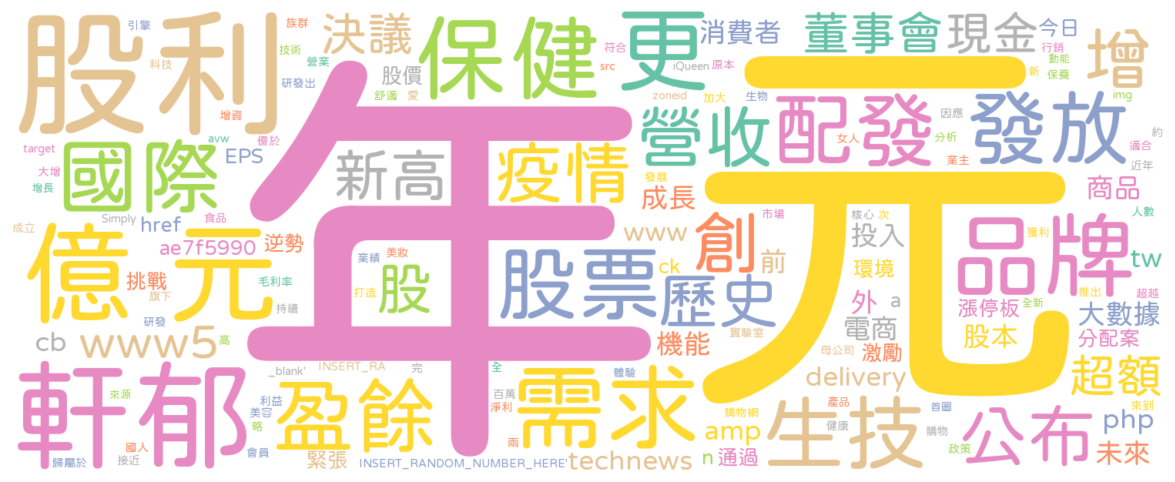 股利
引擎
科技
族群
技術
營業
研發出
增資
決議
股價
舒適
愛
保健
符合
src
更
消費者
iQueen
原本
zoneid
加大
生物
董事會
現金
今日
行銷
動能
保養
新
增
img
target
大增
增長
國際
avw
優於
EPS
Simply
href
食品
成立
年
新高
疫情
營收
發展
成長
配發
女人
因應
分析
業主
發放
約
適合
近年
商品
人數
元
億元
ae7f5990
逆勢
挑戰
旗下
毛利率
持續
研發
業績
美妝
打造
股
股票
www
ck
歷史
創
前
市場
核心
次
投入
環境
外
a
電商
獲利
品牌
tw
推出
超越
漲停板
全新
大數據
股本
分配案
cb
www5
高
機能
實驗室
母公司
激勵
超額
_blank'
INSERT_RA
完
全
體驗
百萬
淨利
兩
軒郁
來源
利益
美容
略
會員
國人
接近
歸屬於
盈餘
緊張
INSERT_RANDOM_NUMBER_HERE'
需求
technews
delivery
購物網
amp
n
通過
產品
健康
生技
首圖
購物
政策
公布
php
來到
未來